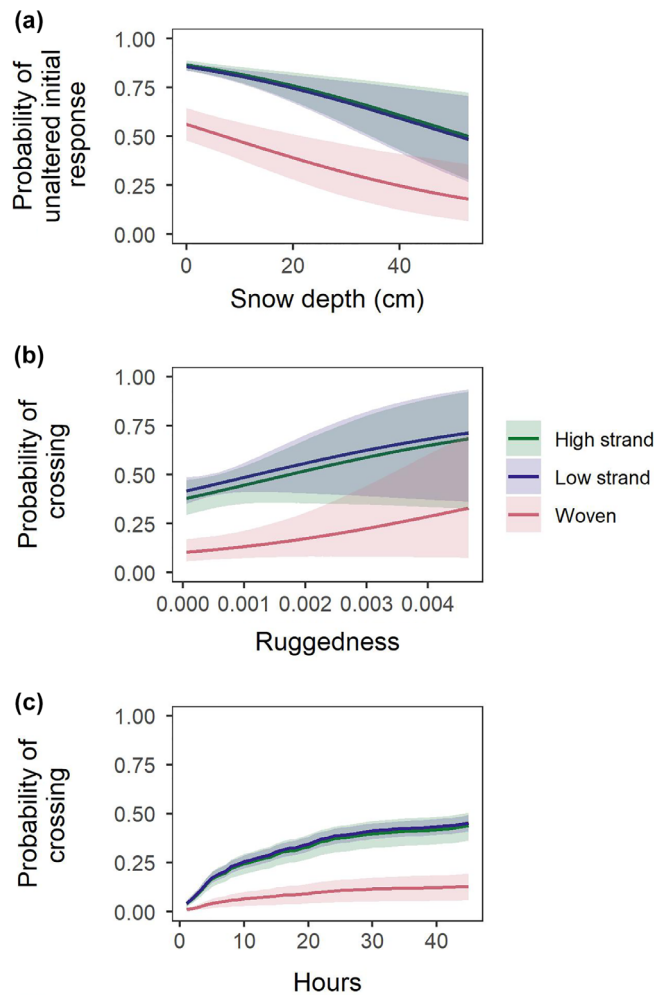 (a)
Probability of
unaltered initial
response
1.00
0.75
0.50
0.25
0.00
0 20 40
Snow depth (cm)
(b)
Probability of
crossing
1.00
0.75
0.50
0.25
0.00
0.000 0.001 0.002 0.003 0.004
Ruggedness
High strand
Low strand
Woven
(c)
Probability of
crossing
1.00
0.75
0.50
0.25
0.00
0 10 20 30 40
Hours